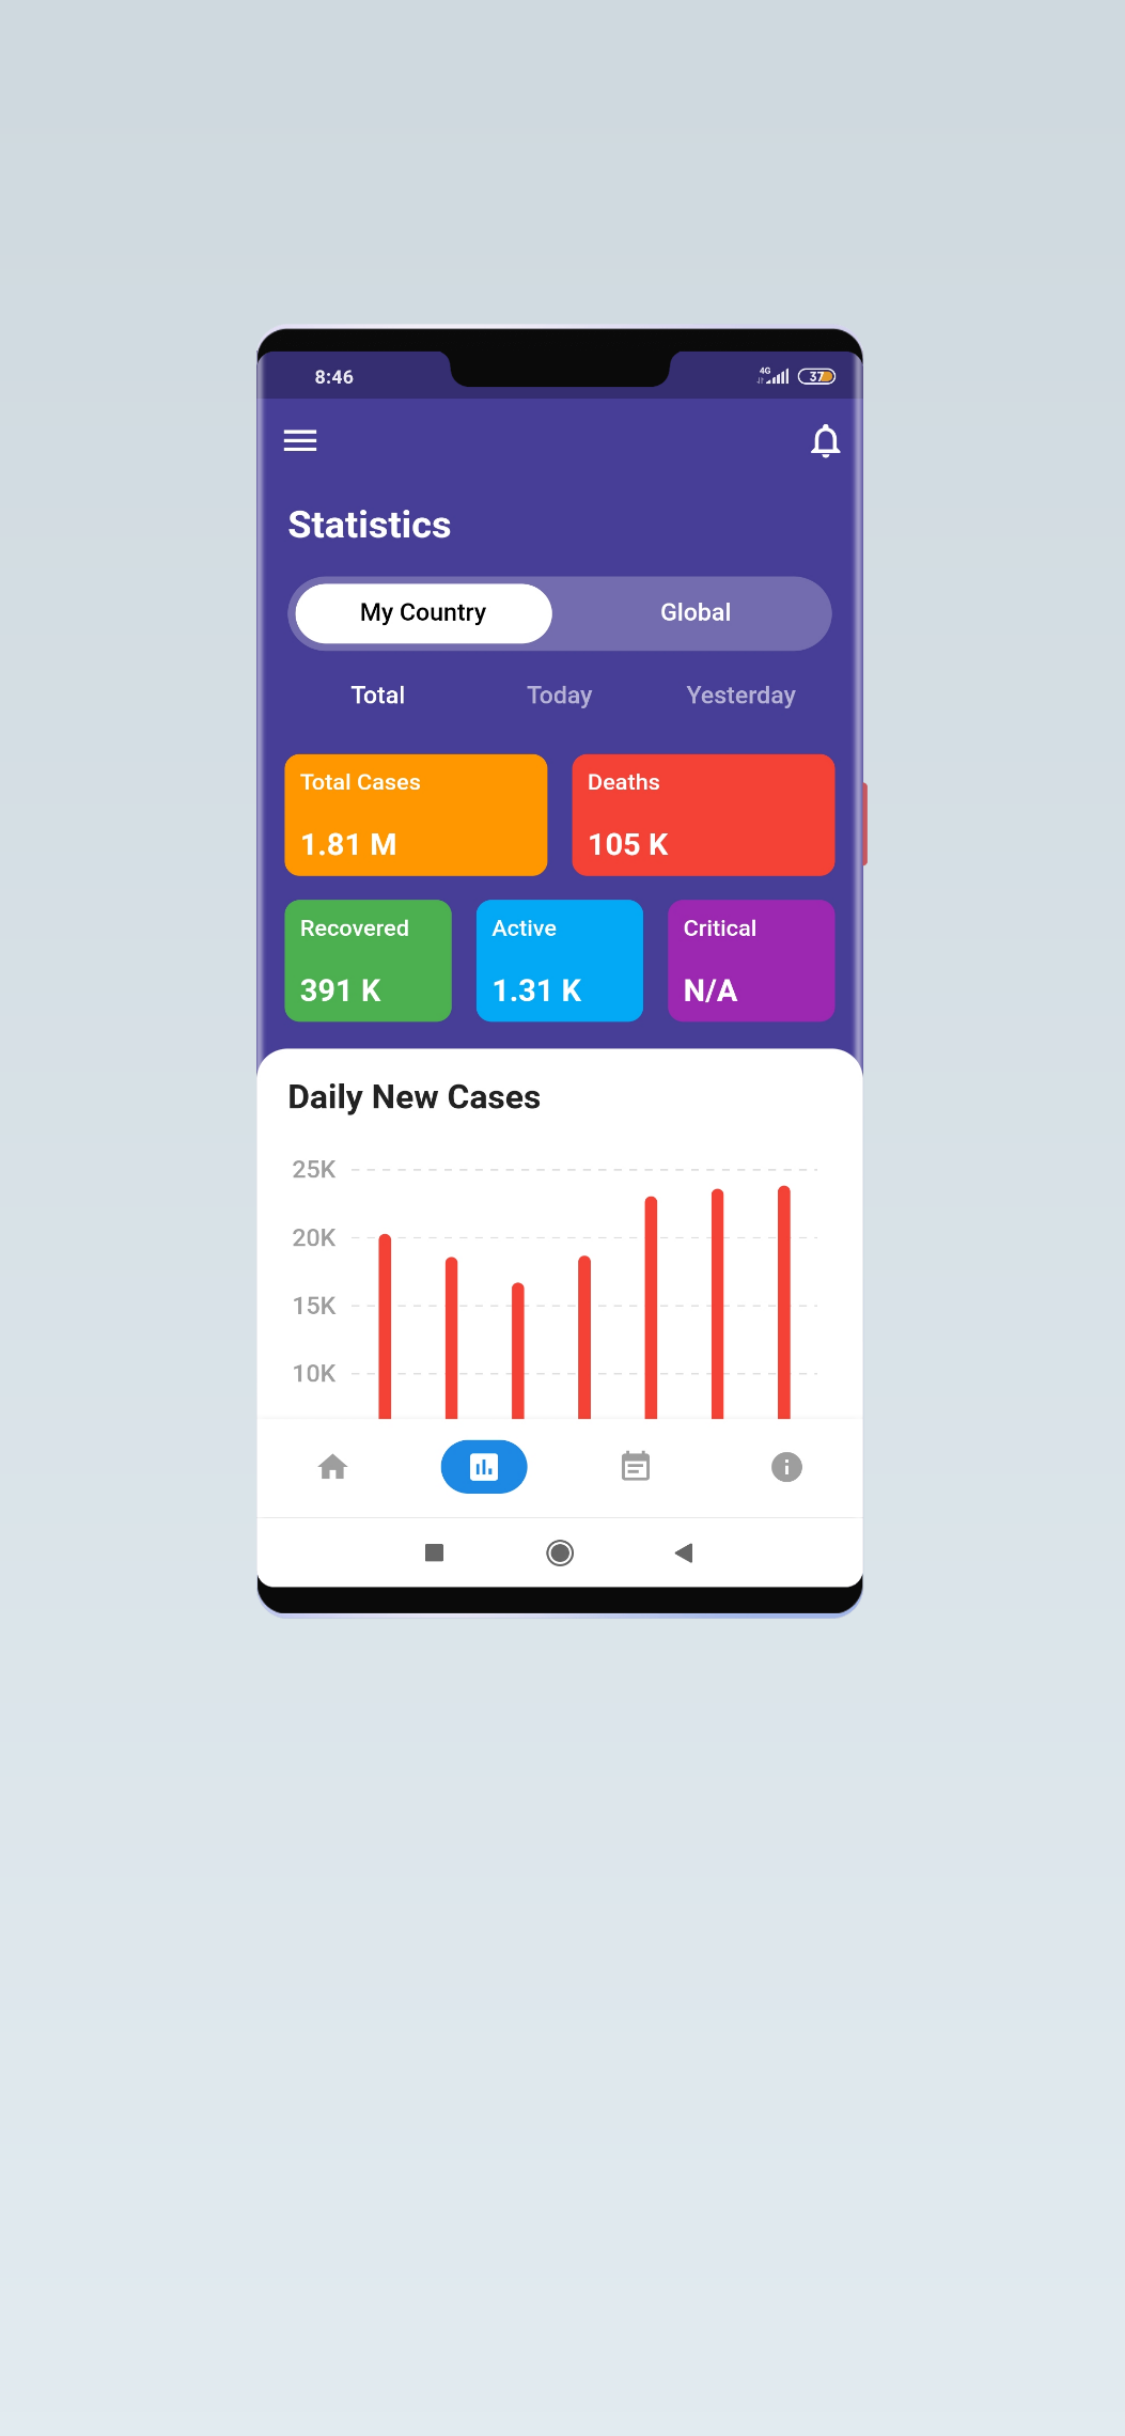 8:46
4G
37
Statistics
My Country Global
Total Today Yesterday
Total Cases Deaths
1.81 M 105 K
Recovered Active Critical
391 K 1.31 K N/A
Daily New Cases
25K
20K
15K
10K